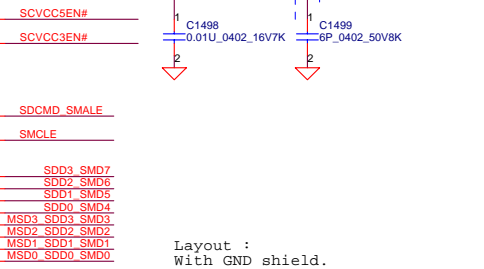 SCVCC5EN#
SCVCC3EN#
1
C1498
0.01U_0402_16V7K
2
1
C1499
6P_0402_50V8K
2
SDCMD_SMALE
SMCLE
SDD3_SMD7
SDD2_SMD6
SDD1_SMD5
SDD0_SMD4
MSD3_SDD3_SMD3
MSD2_SDD2_SMD2
MSD1_SDD1_SMD1
MSD0_SDD0_SMD0
Layout :
With GND shield.